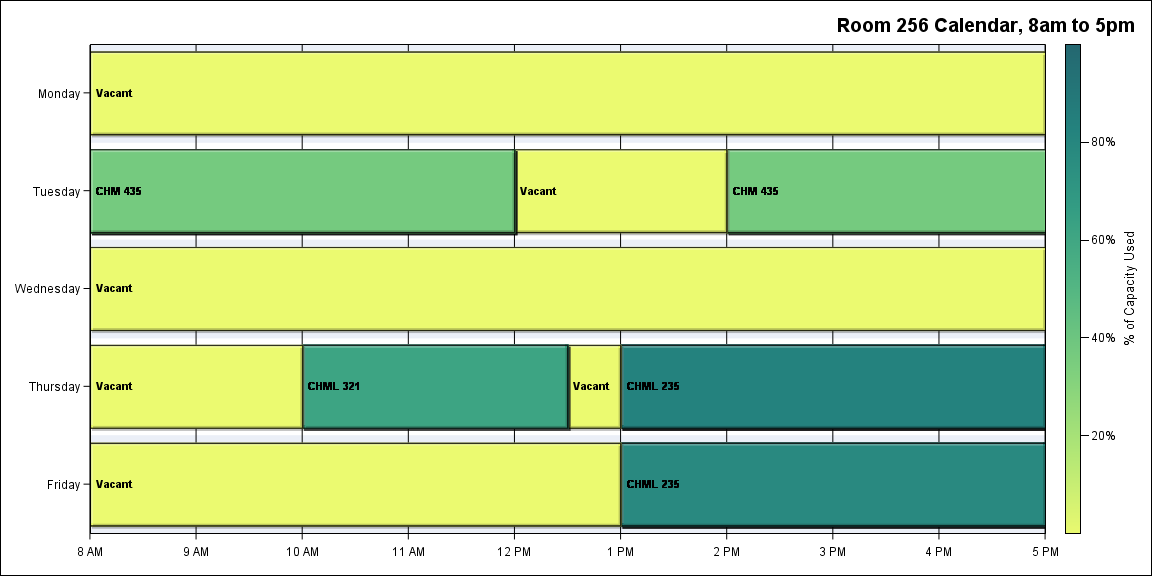 Room 256 Calendar, 8am to 5pm
Monday
Vacant
Tuesday
CHM 435
Vacant
CHM 435
Wednesday
Vacant
Thursday
Vacant
CHML 321
Vacant
CHML 235
Friday
Vacant
CHML 235
8 AM
9 AM
10 AM
11 AM
12 PM
1 PM
2 PM
3 PM
4 PM
5 PM
80%
60%
40%
20%
% of Capacity Used